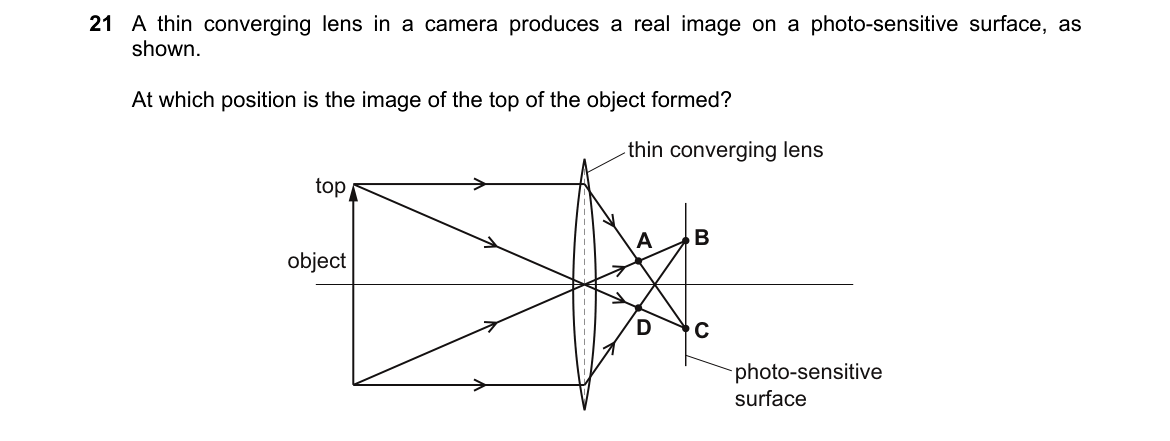 21 A thin converging lens in a camera produces a real image on a photo-sensitive surface, as
shown.
At which position is the image of the top of the object formed?
thin converging lens
top
A
B
object
D
C
photo-sensitive
surface